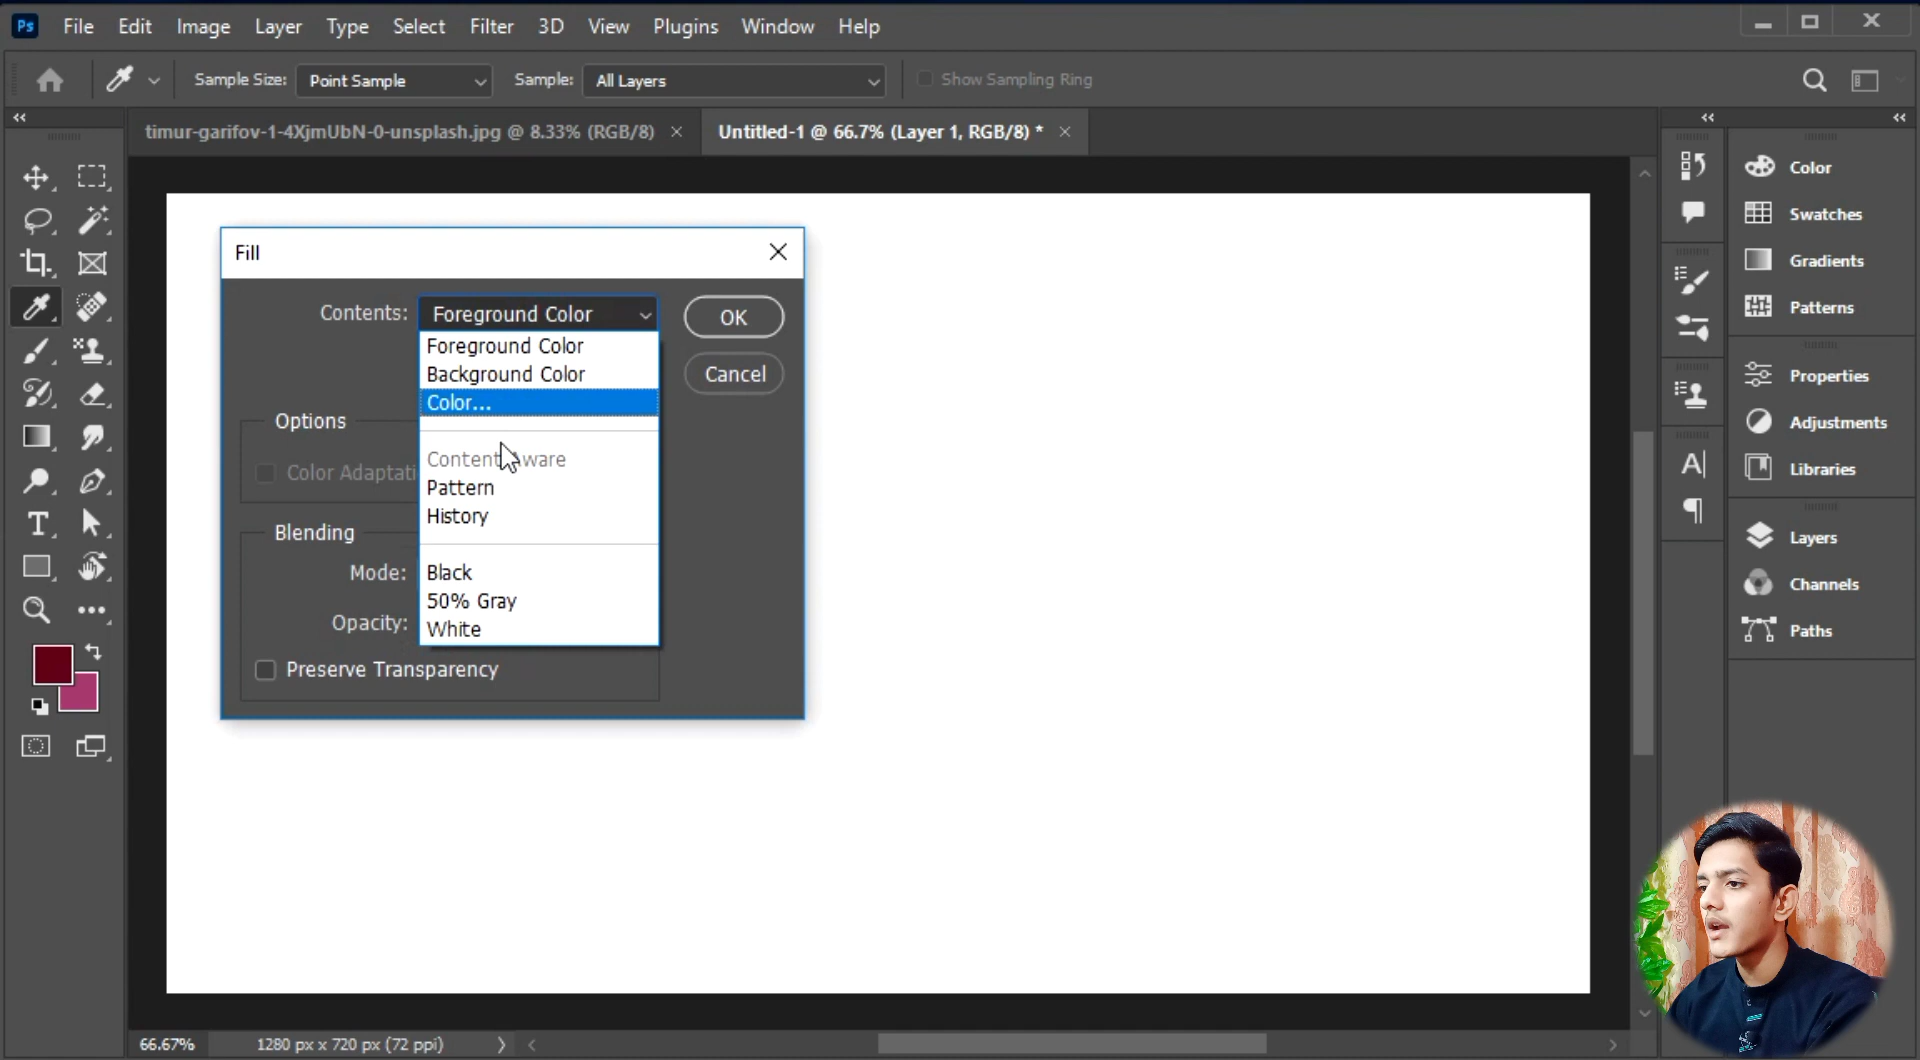 Ps File Edit Image Layer Type Select Filter 3D View Plugins Window Help
Sample Size: Point Sample Sample: All Layers Show Sampling Ring
timur-garifov-1-4XjmUbN-0-unsplash.jpg @ 8.33% (RGB/8) Untitled-1 @ 66.7% (Layer 1, RGB/8) *
Fill
Contents: Foreground Color
OK
Foreground Color
Background Color
Cancel
Color...
Options
Content-Aware
Color Adaptati
Pattern
History
Blending
Mode:
Black
50% Gray
Opacity:
White
Preserve Transparency
Color
Swatches
Gradients
Patterns
Properties
Adjustments
Libraries
Layers
Channels
Paths
66.67% 1280 px x 720 px (72 ppi)